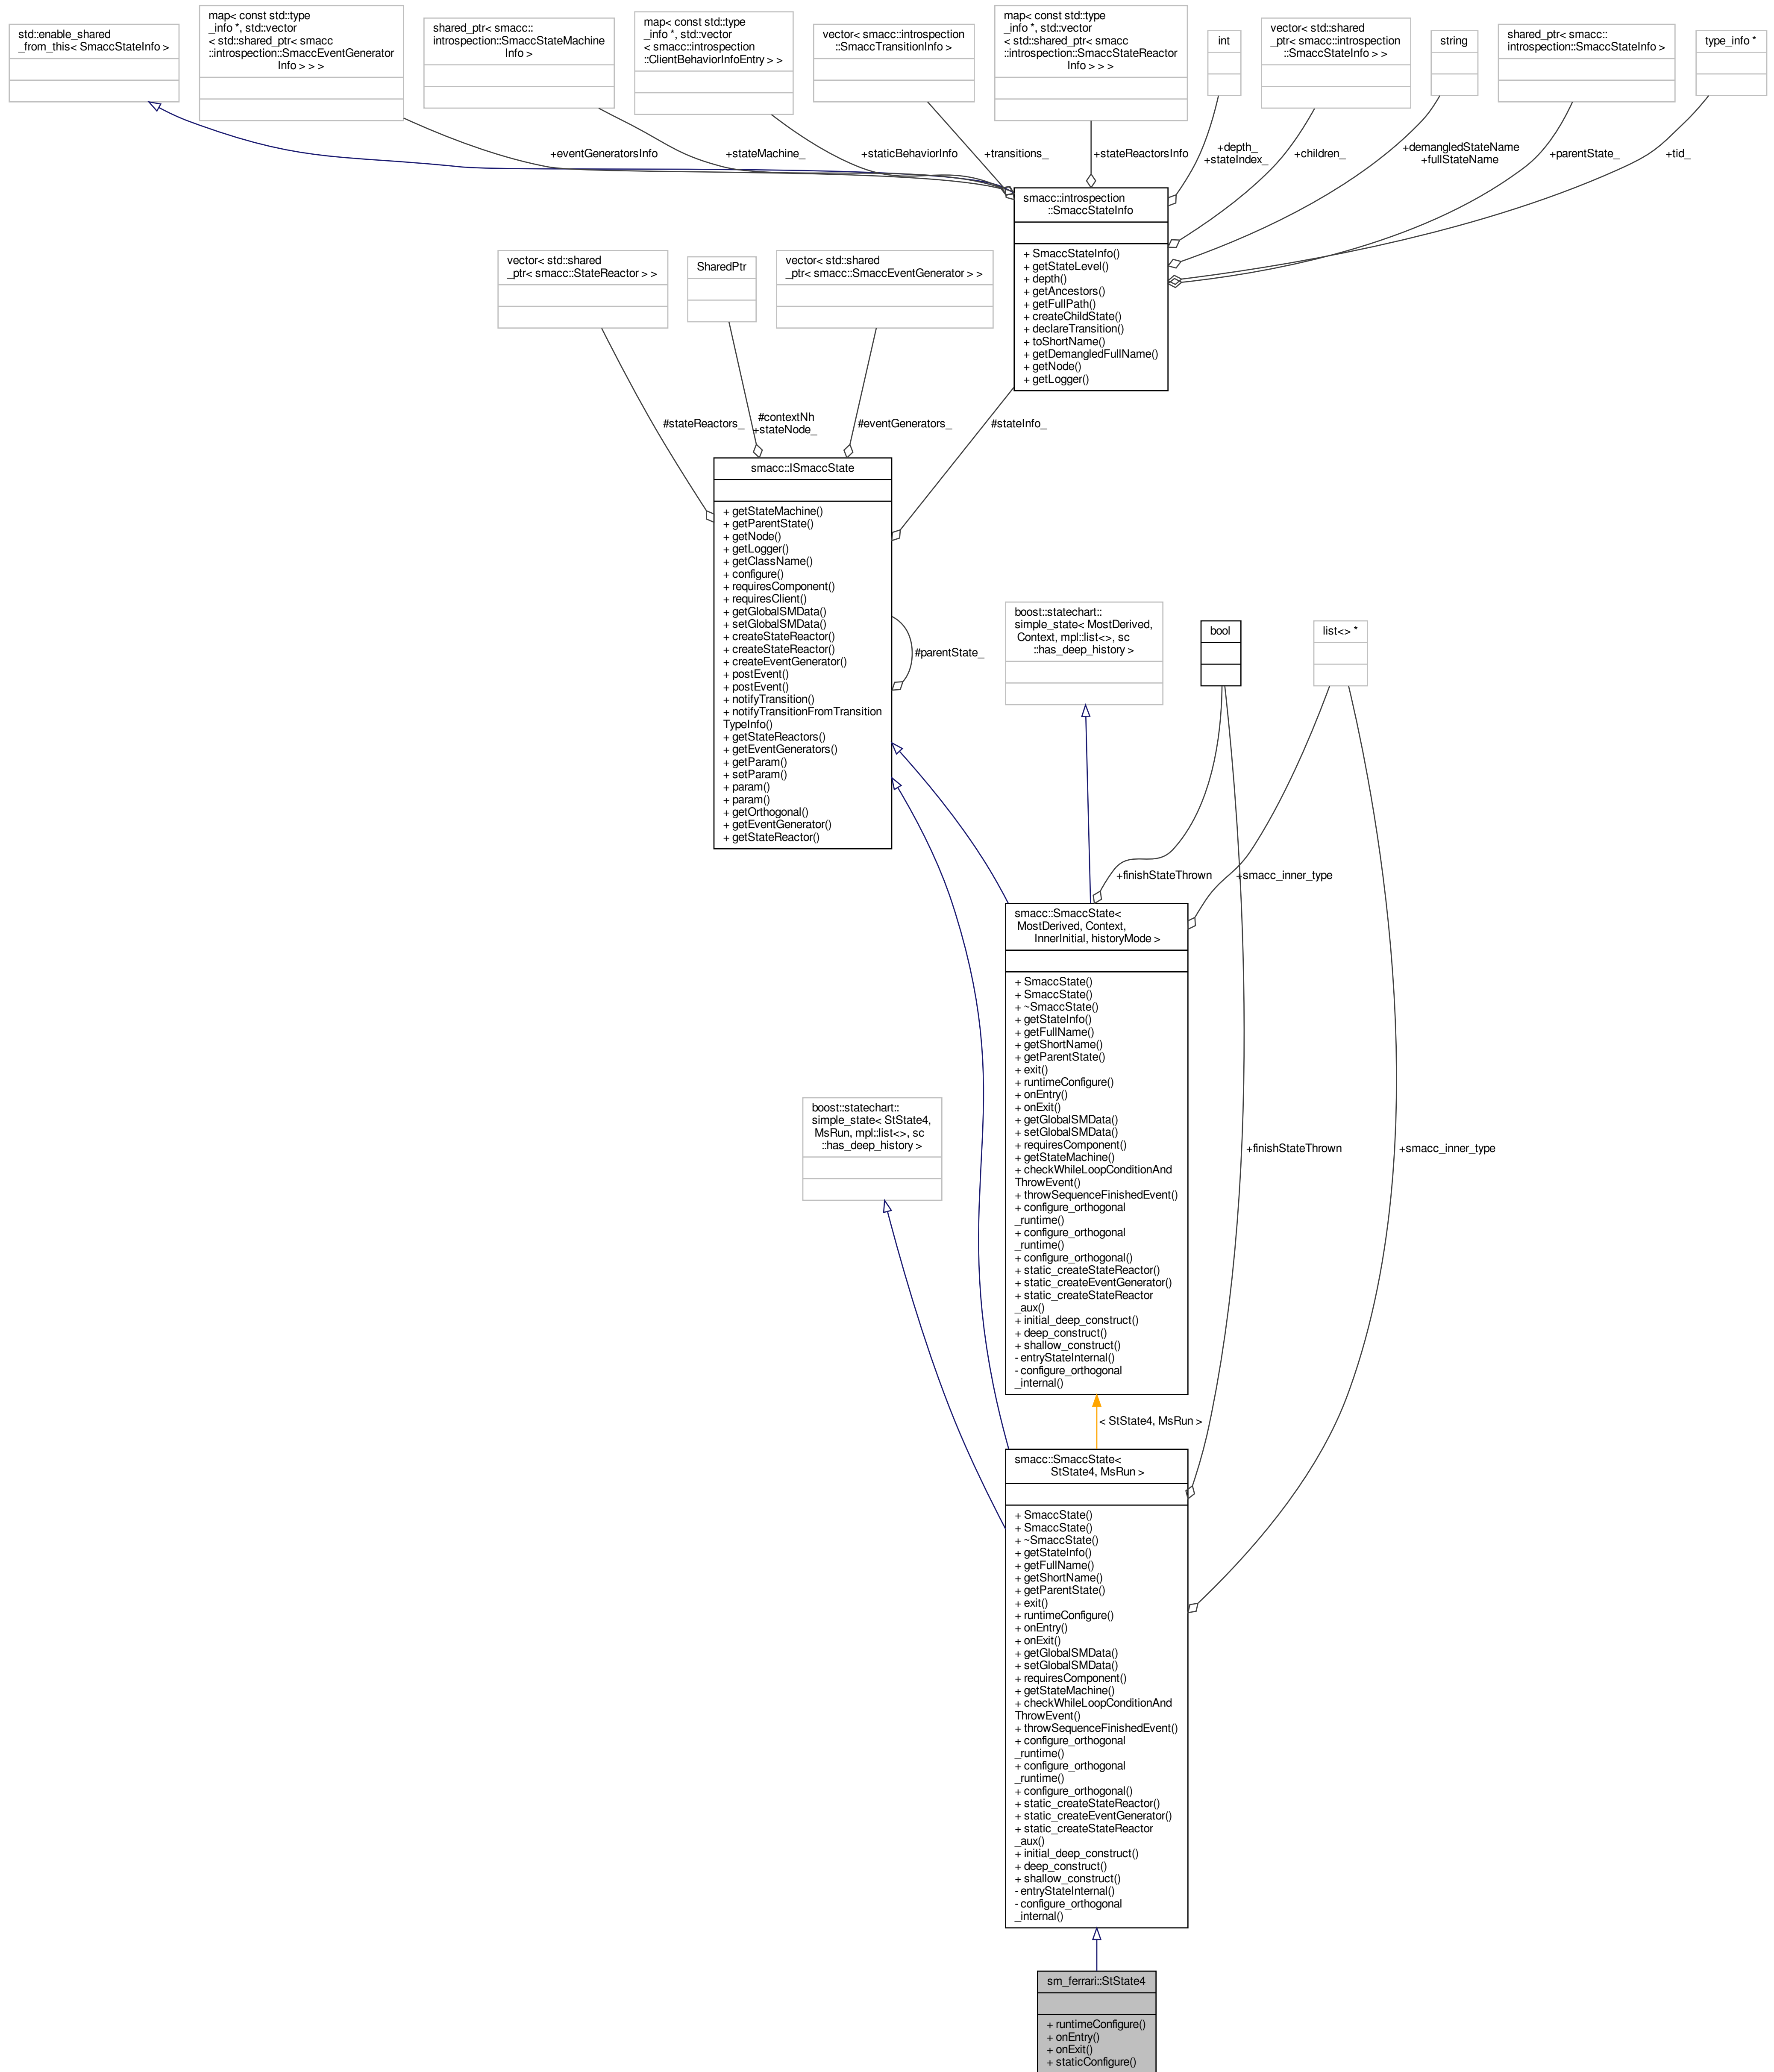 std::enable_shared
_from_this< SmaccStateInfo >
map< const std::type
_info *, std::vector
< std::shared_ptr< smacc
::introspection::SmaccEventGenerator
Info > > >
shared_ptr< smacc::
introspection::SmaccStateMachine
Info >
map< const std::type
_info *, std::vector
< smacc::introspection
::ClientBehaviorInfoEntry > >
vector< smacc::introspection
::SmaccTransitionInfo >
map< const std::type
_info *, std::vector
< std::shared_ptr< smacc
::introspection::SmaccStateReactor
Info > > >
int
vector< std::shared
_ptr< smacc::introspection
::SmaccStateInfo > >
string
shared_ptr< smacc::
introspection::SmaccStateInfo >
type_info *
+eventGeneratorsInfo
+stateMachine_
+staticBehaviorInfo
+transitions_
+stateReactorsInfo
+depth_
+stateIndex_
+children_
+demangledStateName
+fullStateName
+parentState_
+tid_
smacc::introspection
::SmaccStateInfo
+ SmaccStateInfo()
+ getStateLevel()
+ depth()
+ getAncestors()
+ getFullPath()
+ createChildState()
+ declareTransition()
+ toShortName()
+ getDemangledFullName()
+ getNode()
+ getLogger()
vector< std::shared
_ptr< smacc::StateReactor > >
SharedPtr
vector< std::shared
_ptr< smacc::SmaccEventGenerator > >
#stateReactors_
#contextNh
+stateNode_
#eventGenerators_
#stateInfo_
smacc::ISmaccState
+ getStateMachine()
+ getParentState()
+ getNode()
+ getLogger()
+ getClassName()
+ configure()
+ requiresComponent()
+ requiresClient()
+ getGlobalSMData()
+ setGlobalSMData()
+ createStateReactor()
+ createStateReactor()
+ createEventGenerator()
+ postEvent()
+ postEvent()
+ notifyTransition()
+ notifyTransitionFromTransition
TypeInfo()
+ getStateReactors()
+ getEventGenerators()
+ getParam()
+ setParam()
+ param()
+ param()
+ getOrthogonal()
+ getEventGenerator()
+ getStateReactor()
#parentState_
boost::statechart::
simple_state< MostDerived,
Context, mpl::list<>, sc
::has_deep_history >
bool
list<> *
+finishStateThrown
+smacc_inner_type
smacc::SmaccState<
MostDerived, Context,
InnerInitial, historyMode >
+ SmaccState()
+ SmaccState()
+ ~SmaccState()
+ getStateInfo()
+ getFullName()
+ getShortName()
+ getParentState()
+ exit()
+ runtimeConfigure()
+ onEntry()
+ onExit()
+ getGlobalSMData()
+ setGlobalSMData()
+ requiresComponent()
+ getStateMachine()
+ checkWhileLoopConditionAnd
ThrowEvent()
+ throwSequenceFinishedEvent()
+ configure_orthogonal
_runtime()
+ configure_orthogonal
_runtime()
+ configure_orthogonal()
+ static_createStateReactor()
+ static_createEventGenerator()
+ static_createStateReactor
_aux()
+ initial_deep_construct()
+ deep_construct()
+ shallow_construct()
- entryStateInternal()
- configure_orthogonal
_internal()
boost::statechart::
simple_state< StState4,
MsRun, mpl::list<>, sc
::has_deep_history >
+finishStateThrown
+smacc_inner_type
< StState4, MsRun >
smacc::SmaccState<
StState4, MsRun >
+ SmaccState()
+ SmaccState()
+ ~SmaccState()
+ getStateInfo()
+ getFullName()
+ getShortName()
+ getParentState()
+ exit()
+ runtimeConfigure()
+ onEntry()
+ onExit()
+ getGlobalSMData()
+ setGlobalSMData()
+ requiresComponent()
+ getStateMachine()
+ checkWhileLoopConditionAnd
ThrowEvent()
+ throwSequenceFinishedEvent()
+ configure_orthogonal
_runtime()
+ configure_orthogonal
_runtime()
+ configure_orthogonal()
+ static_createStateReactor()
+ static_createEventGenerator()
+ static_createStateReactor
_aux()
+ initial_deep_construct()
+ deep_construct()
+ shallow_construct()
- entryStateInternal()
- configure_orthogonal
_internal()
sm_ferrari::StState4
+ runtimeConfigure()
+ onEntry()
+ onExit()
+ staticConfigure()